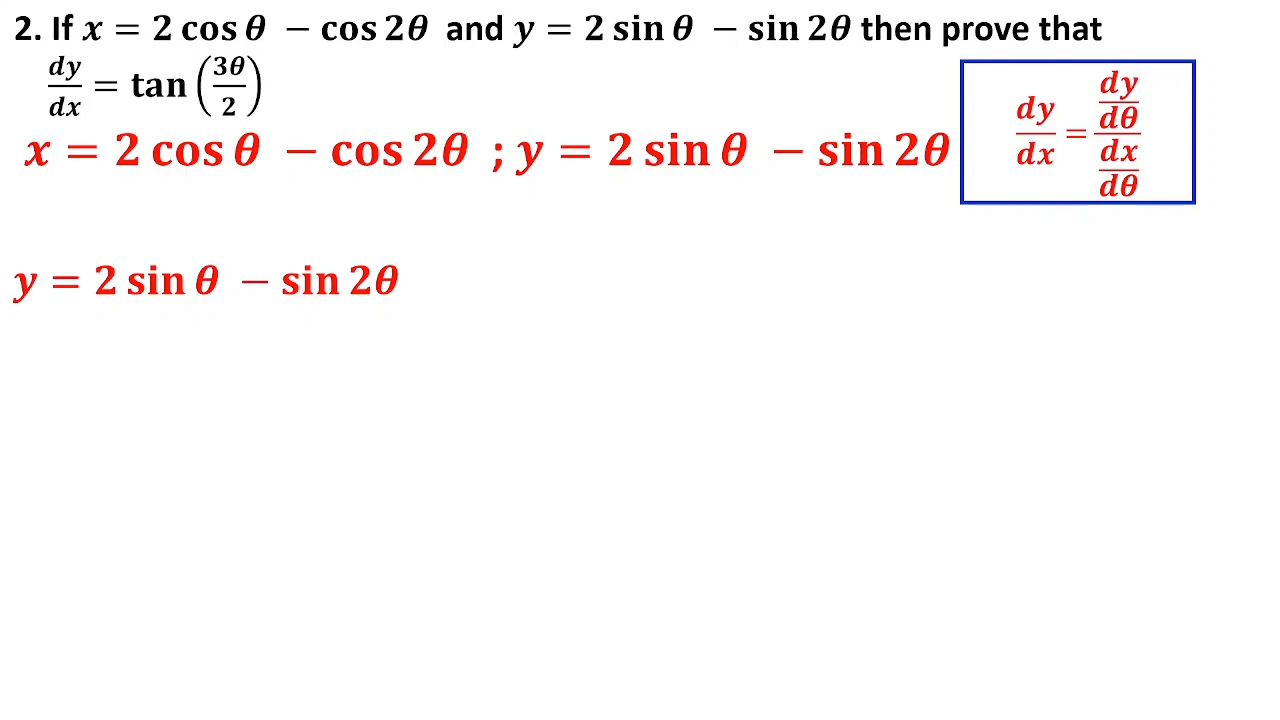 2. If x = 2 cos θ − cos 2θ and y = 2 sin θ − sin 2θ then prove that
dy/dx = tan (3θ/2)
x = 2 cos θ − cos 2θ ; y = 2 sin θ − sin 2θ
dy/dx = (dy/dθ)/(dx/dθ)
y = 2 sin θ − sin 2θ